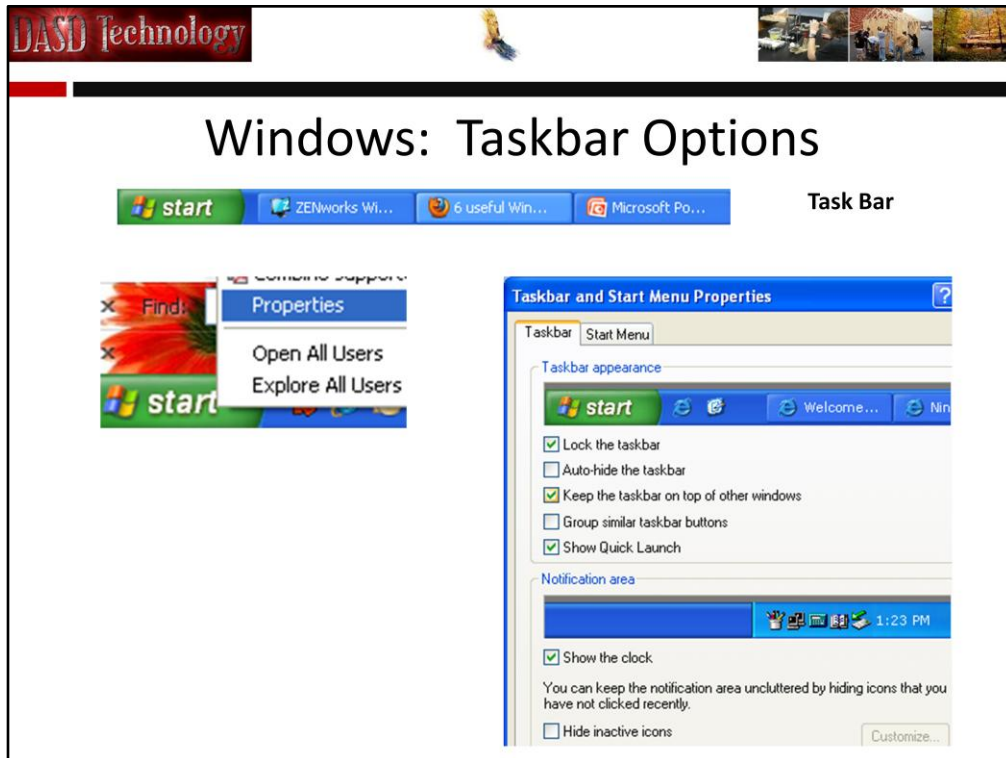 DASD Technology
Windows: Taskbar Options
start ZENworks Wi... 6 useful Win... Microsoft Po...
Task Bar
Find:
Properties
Open All Users
Explore All Users
start
Taskbar and Start Menu Properties ?
Taskbar Start Menu
Taskbar appearance
start Welcome... Nin
Lock the taskbar
Auto-hide the taskbar
Keep the taskbar on top of other windows
Group similar taskbar buttons
Show Quick Launch
Notification area
1:23 PM
Show the clock
You can keep the notification area uncluttered by hiding icons that you
have not clicked recently.
Hide inactive icons Customize...